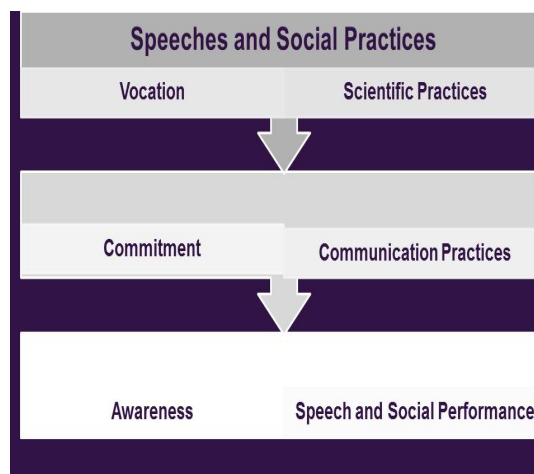 Speeches and Social Practices
Vocation
Scientific Practices
Commitment
Communication Practices
Awareness
Speech and Social Performance